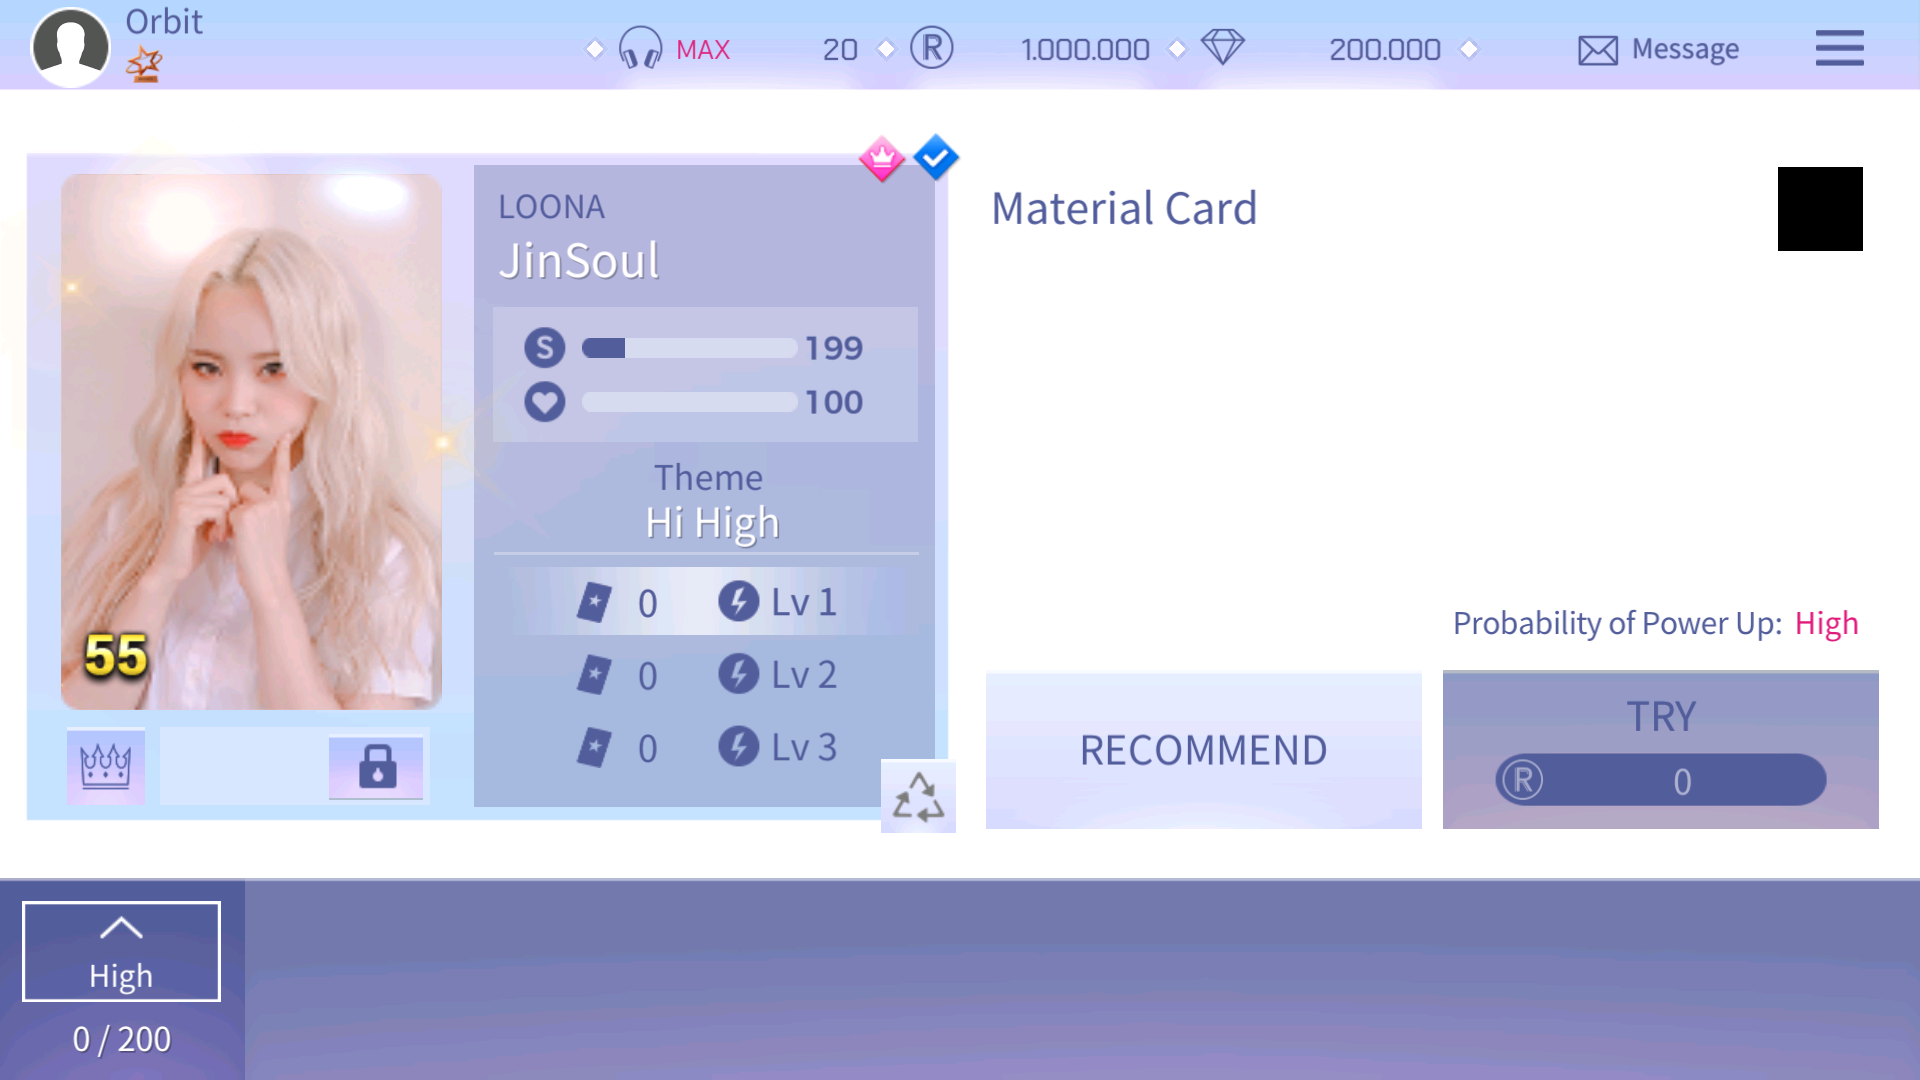 Orbit
MAX
20
R
1.000.000
200.000
Message
LOONA
JinSoul
S
199
100
Theme
Hi High
0 Lv 1
0 Lv 2
0 Lv 3
55
Material Card
Probability of Power Up: High
RECOMMEND
TRY
R
0
High
0 / 200